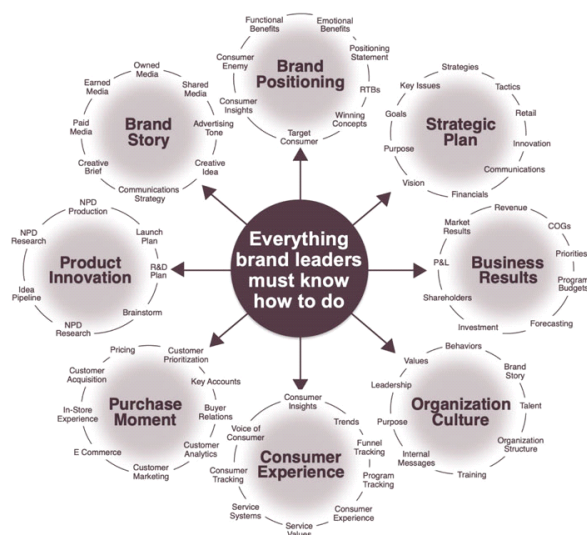 Everything
brand leaders
must know
how to do
Brand
Positioning
Functional
Benefits
Emotional
Benefits
Positioning
Statement
RTBs
Winning
Concepts
Target
Consumer
Consumer
Insights
Consumer
Enemy
Strategic
Plan
Strategies
Tactics
Retail
Innovation
Communications
Financials
Vision
Purpose
Goals
Key Issues
Business
Results
Revenue
COGs
Priorities
Program
Budgets
Forecasting
Investment
Shareholders
P&L
Market
Results
Organization
Culture
Behaviors
Brand
Story
Talent
Organization
Structure
Training
Internal
Messages
Purpose
Leadership
Values
Consumer
Experience
Consumer
Insights
Trends
Funnel
Tracking
Program
Tracking
Consumer
Experience
Service
Values
Service
Systems
Consumer
Tracking
Voice of
Consumer
Purchase
Moment
Pricing
Customer
Prioritization
Key Accounts
Buyer
Relations
Customer
Analytics
Customer
Marketing
E Commerce
In-Store
Experience
Customer
Acquisition
Product
Innovation
NPD
Production
Launch
Plan
R&D
Plan
Brainstorm
NPD
Research
Idea
Pipeline
NPD
Research
Brand
Story
Owned
Media
Shared
Media
Advertising
Tone
Creative
Idea
Communications
Strategy
Creative
Brief
Paid
Media
Earned
Media